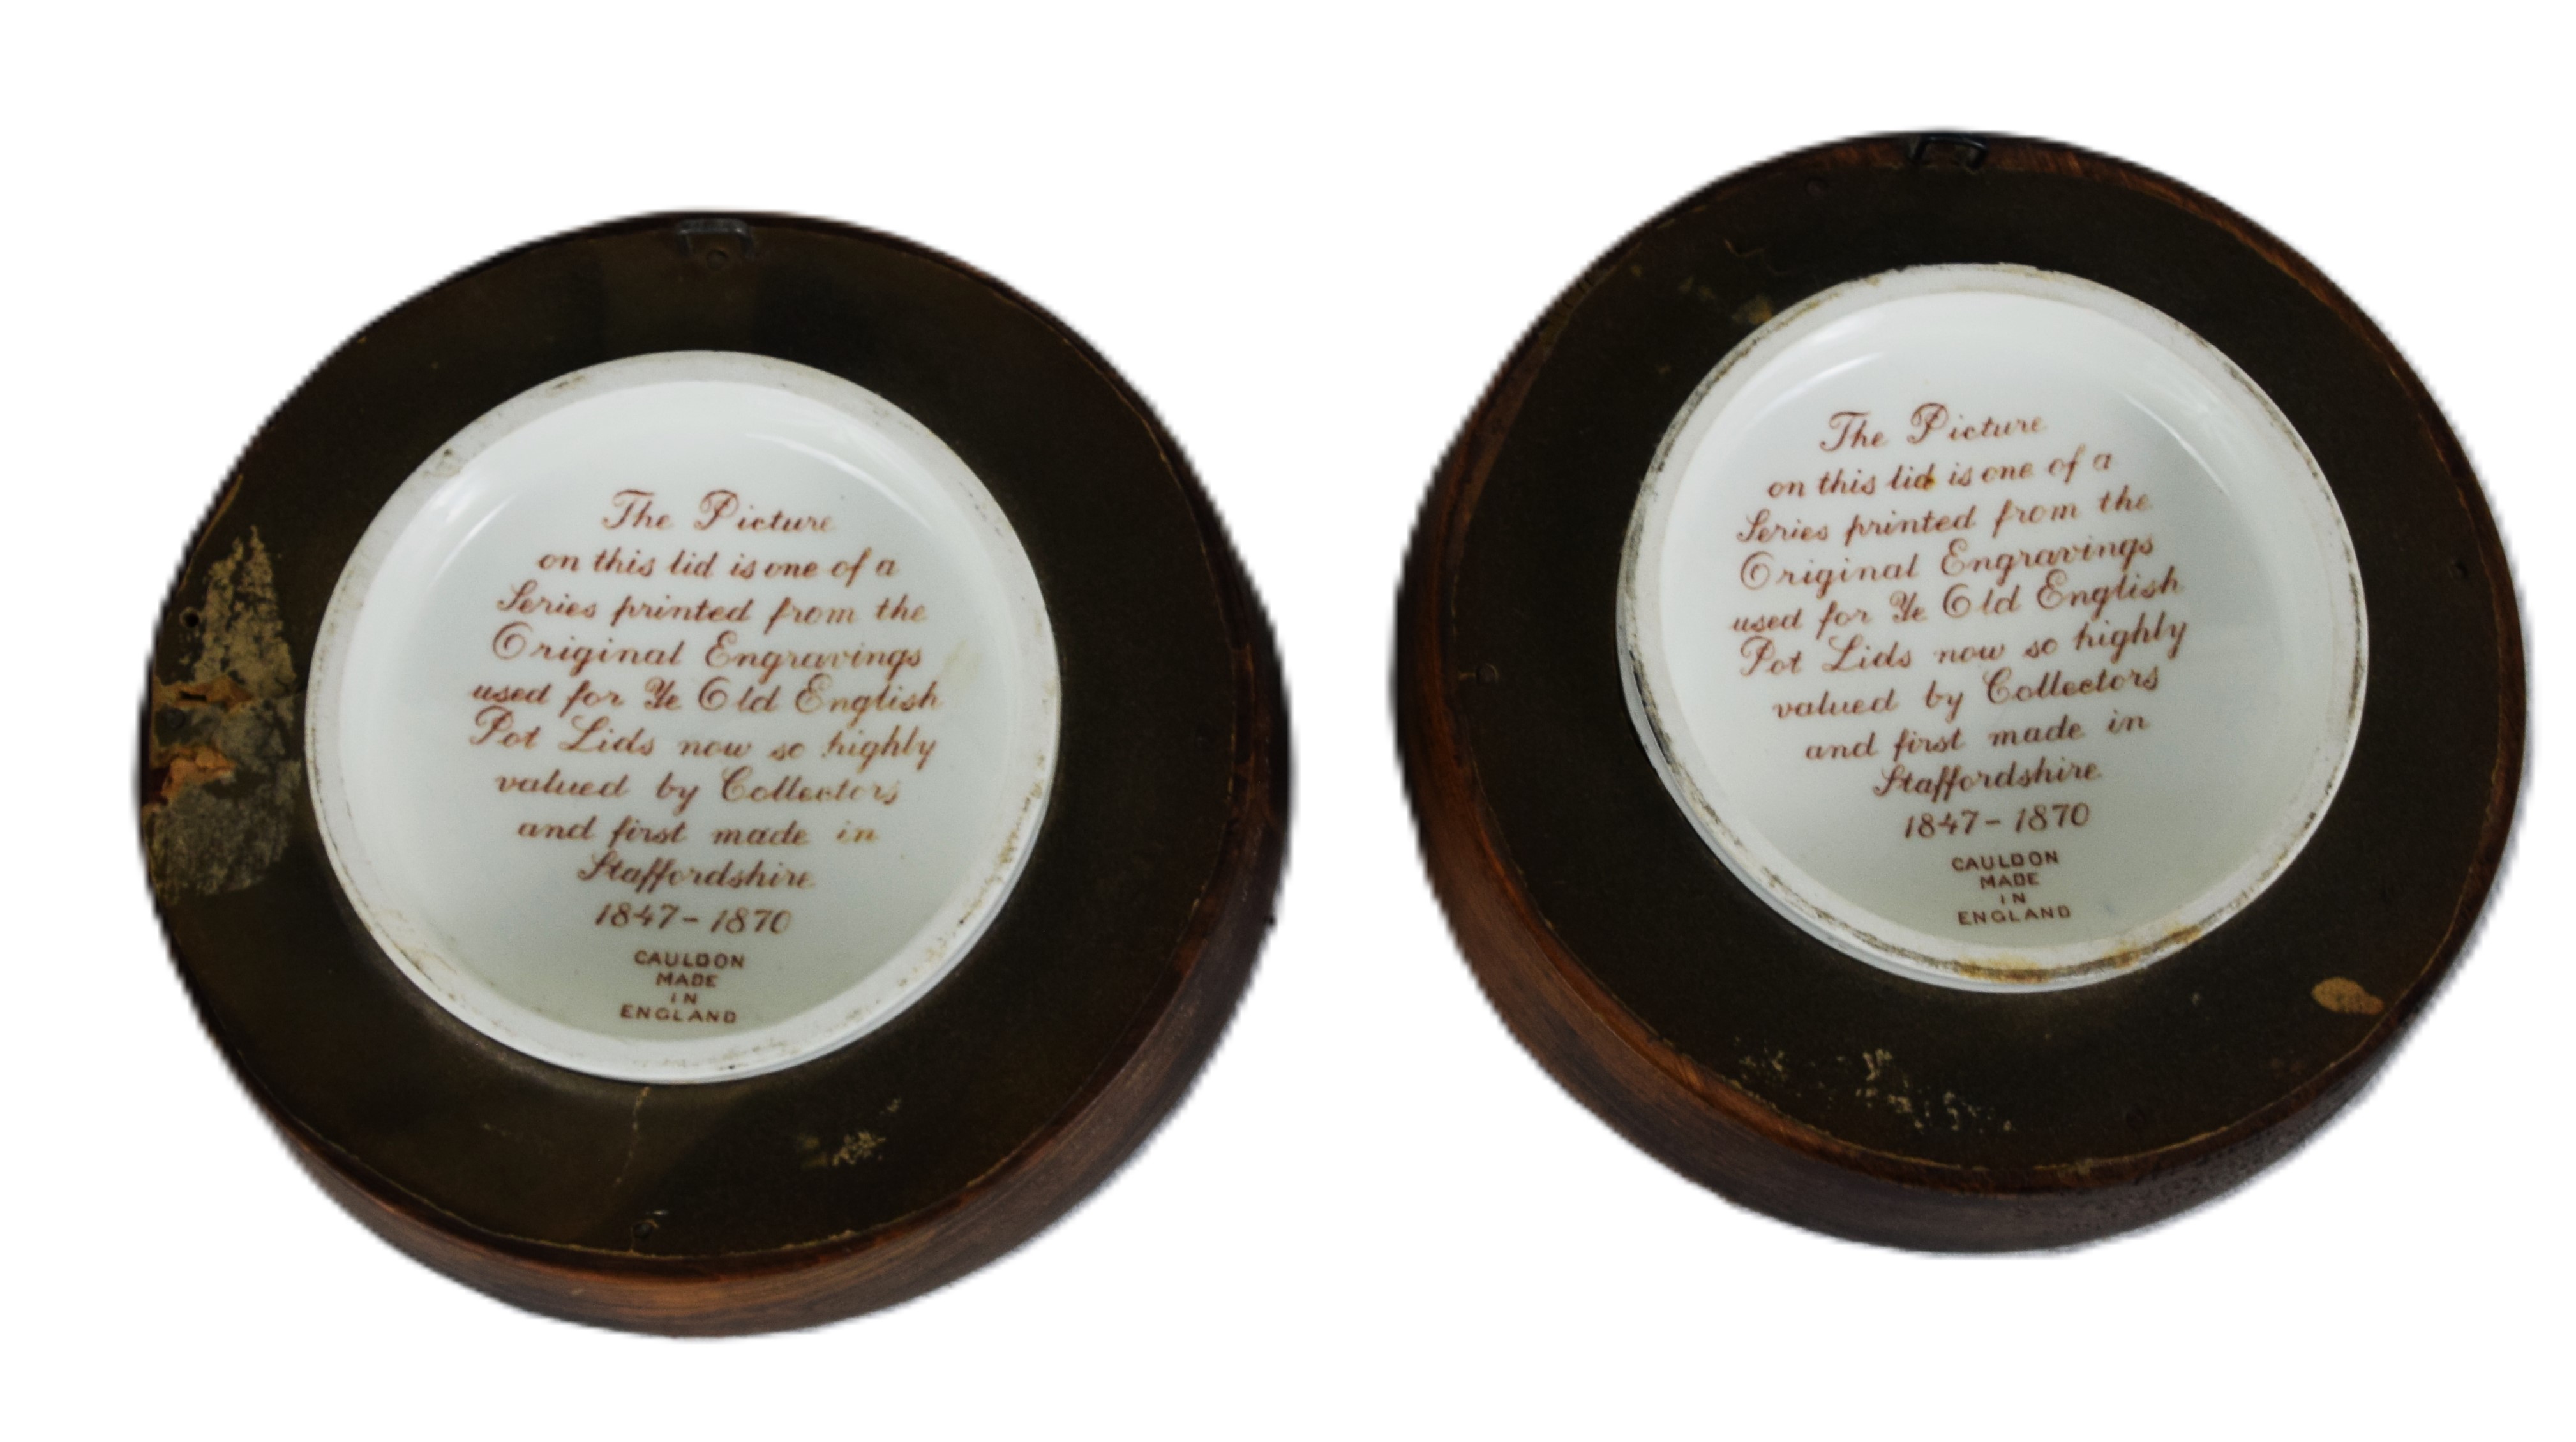 The Picture
on this lid is one of a
Series printed from the
Original Engravings
used for Ye Old English
Pot Lids now so highly
valued by Collectors
and first made in
Staffordshire
1847-1870
CAULDON
MADE
IN
ENGLAND
The Picture
on this lid is one of a
Series printed from the
Original Engravings
used for Ye Old English
Pot Lids now so highly
valued by Collectors
and first made in
Staffordshire
1847-1870
CAULDON
MADE
IN
ENGLAND